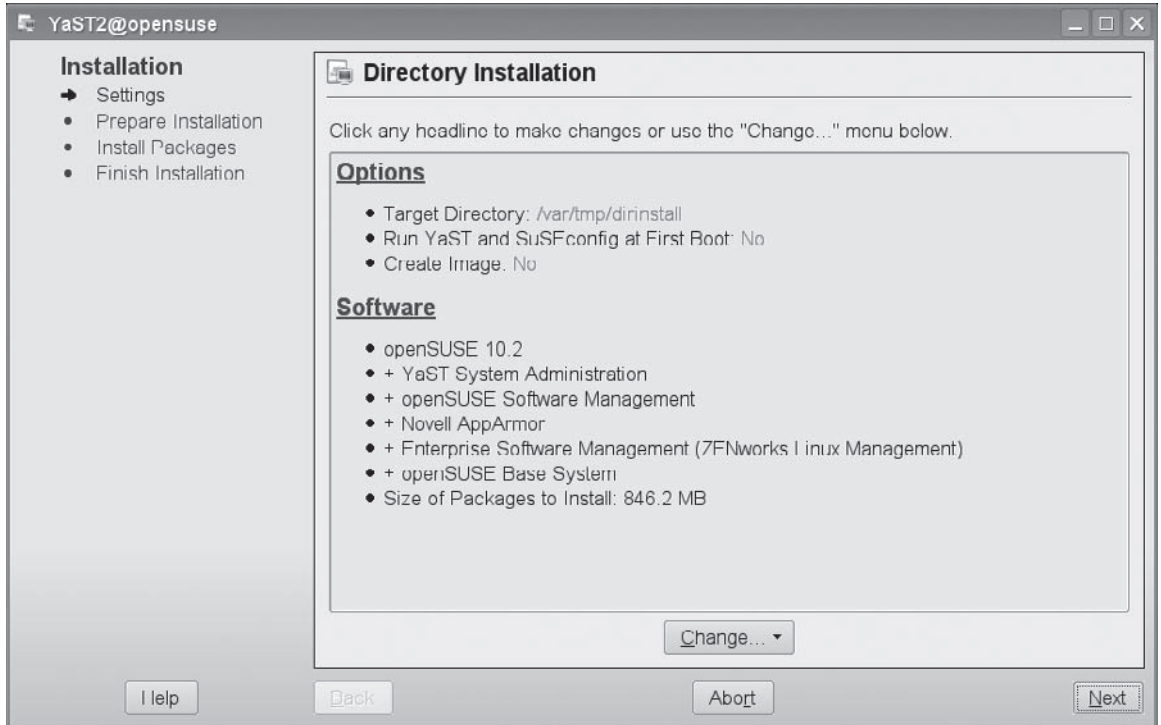 YaST2@opensuse
Installation
Settings
Prepare Installation
Install Packages
Finish Installation
Directory Installation
Click any headline to make changes or use the "Change..." menu below.
Options
Target Directory: /var/tmp/dirinstall
Run YaST and SuSEconfig at First Boot: No
Create Image: No
Software
openSUSE 10.2
+ YaST System Administration
+ openSUSE Software Management
+ Novell AppArmor
+ Enterprise Software Management (ZENworks Linux Management)
+ openSUSE Base System
Size of Packages to Install: 846.2 MB
Change...
Help
Back
Abort
Next